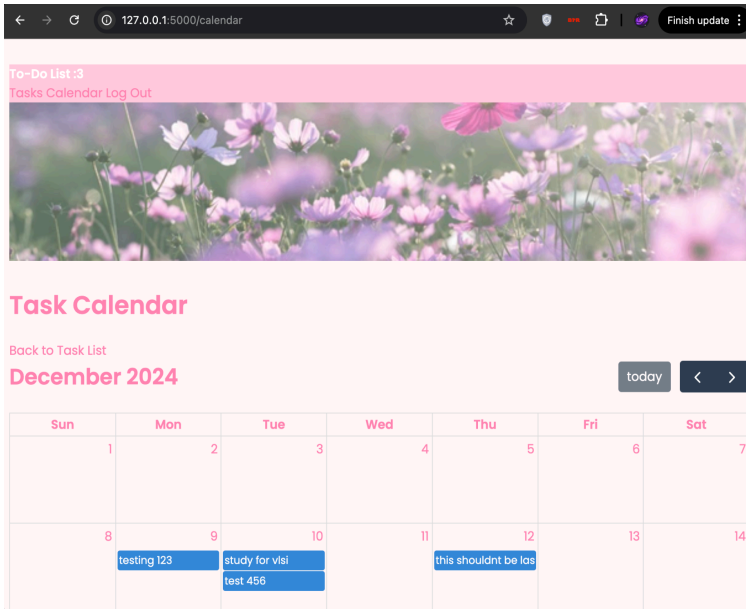 127.0.0.1:5000/calendar
Finish update
To-Do List :3
Tasks Calendar Log Out
Task Calendar
Back to Task List
December 2024
today
Sun Mon Tue Wed Thu Fri Sat
1 2 3 4 5 6 7
8 9 10 11 12 13 14
testing 123 study for vlsi this shouldnt be las
test 456